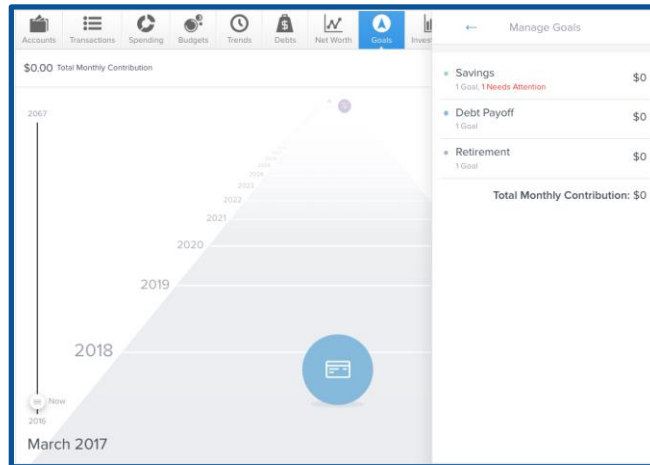 Accounts Transactions Spending Budgets Trends Debts Net Worth Goals Invest
← Manage Goals
$0.00 Total Monthly Contribution
2067
2023
2022
2021
2020
2019
2018
Now
2016
March 2017
Savings $0
1 Goal, 1 Needs Attention
Debt Payoff $0
1 Goal
Retirement $0
1 Goal
Total Monthly Contribution: $0